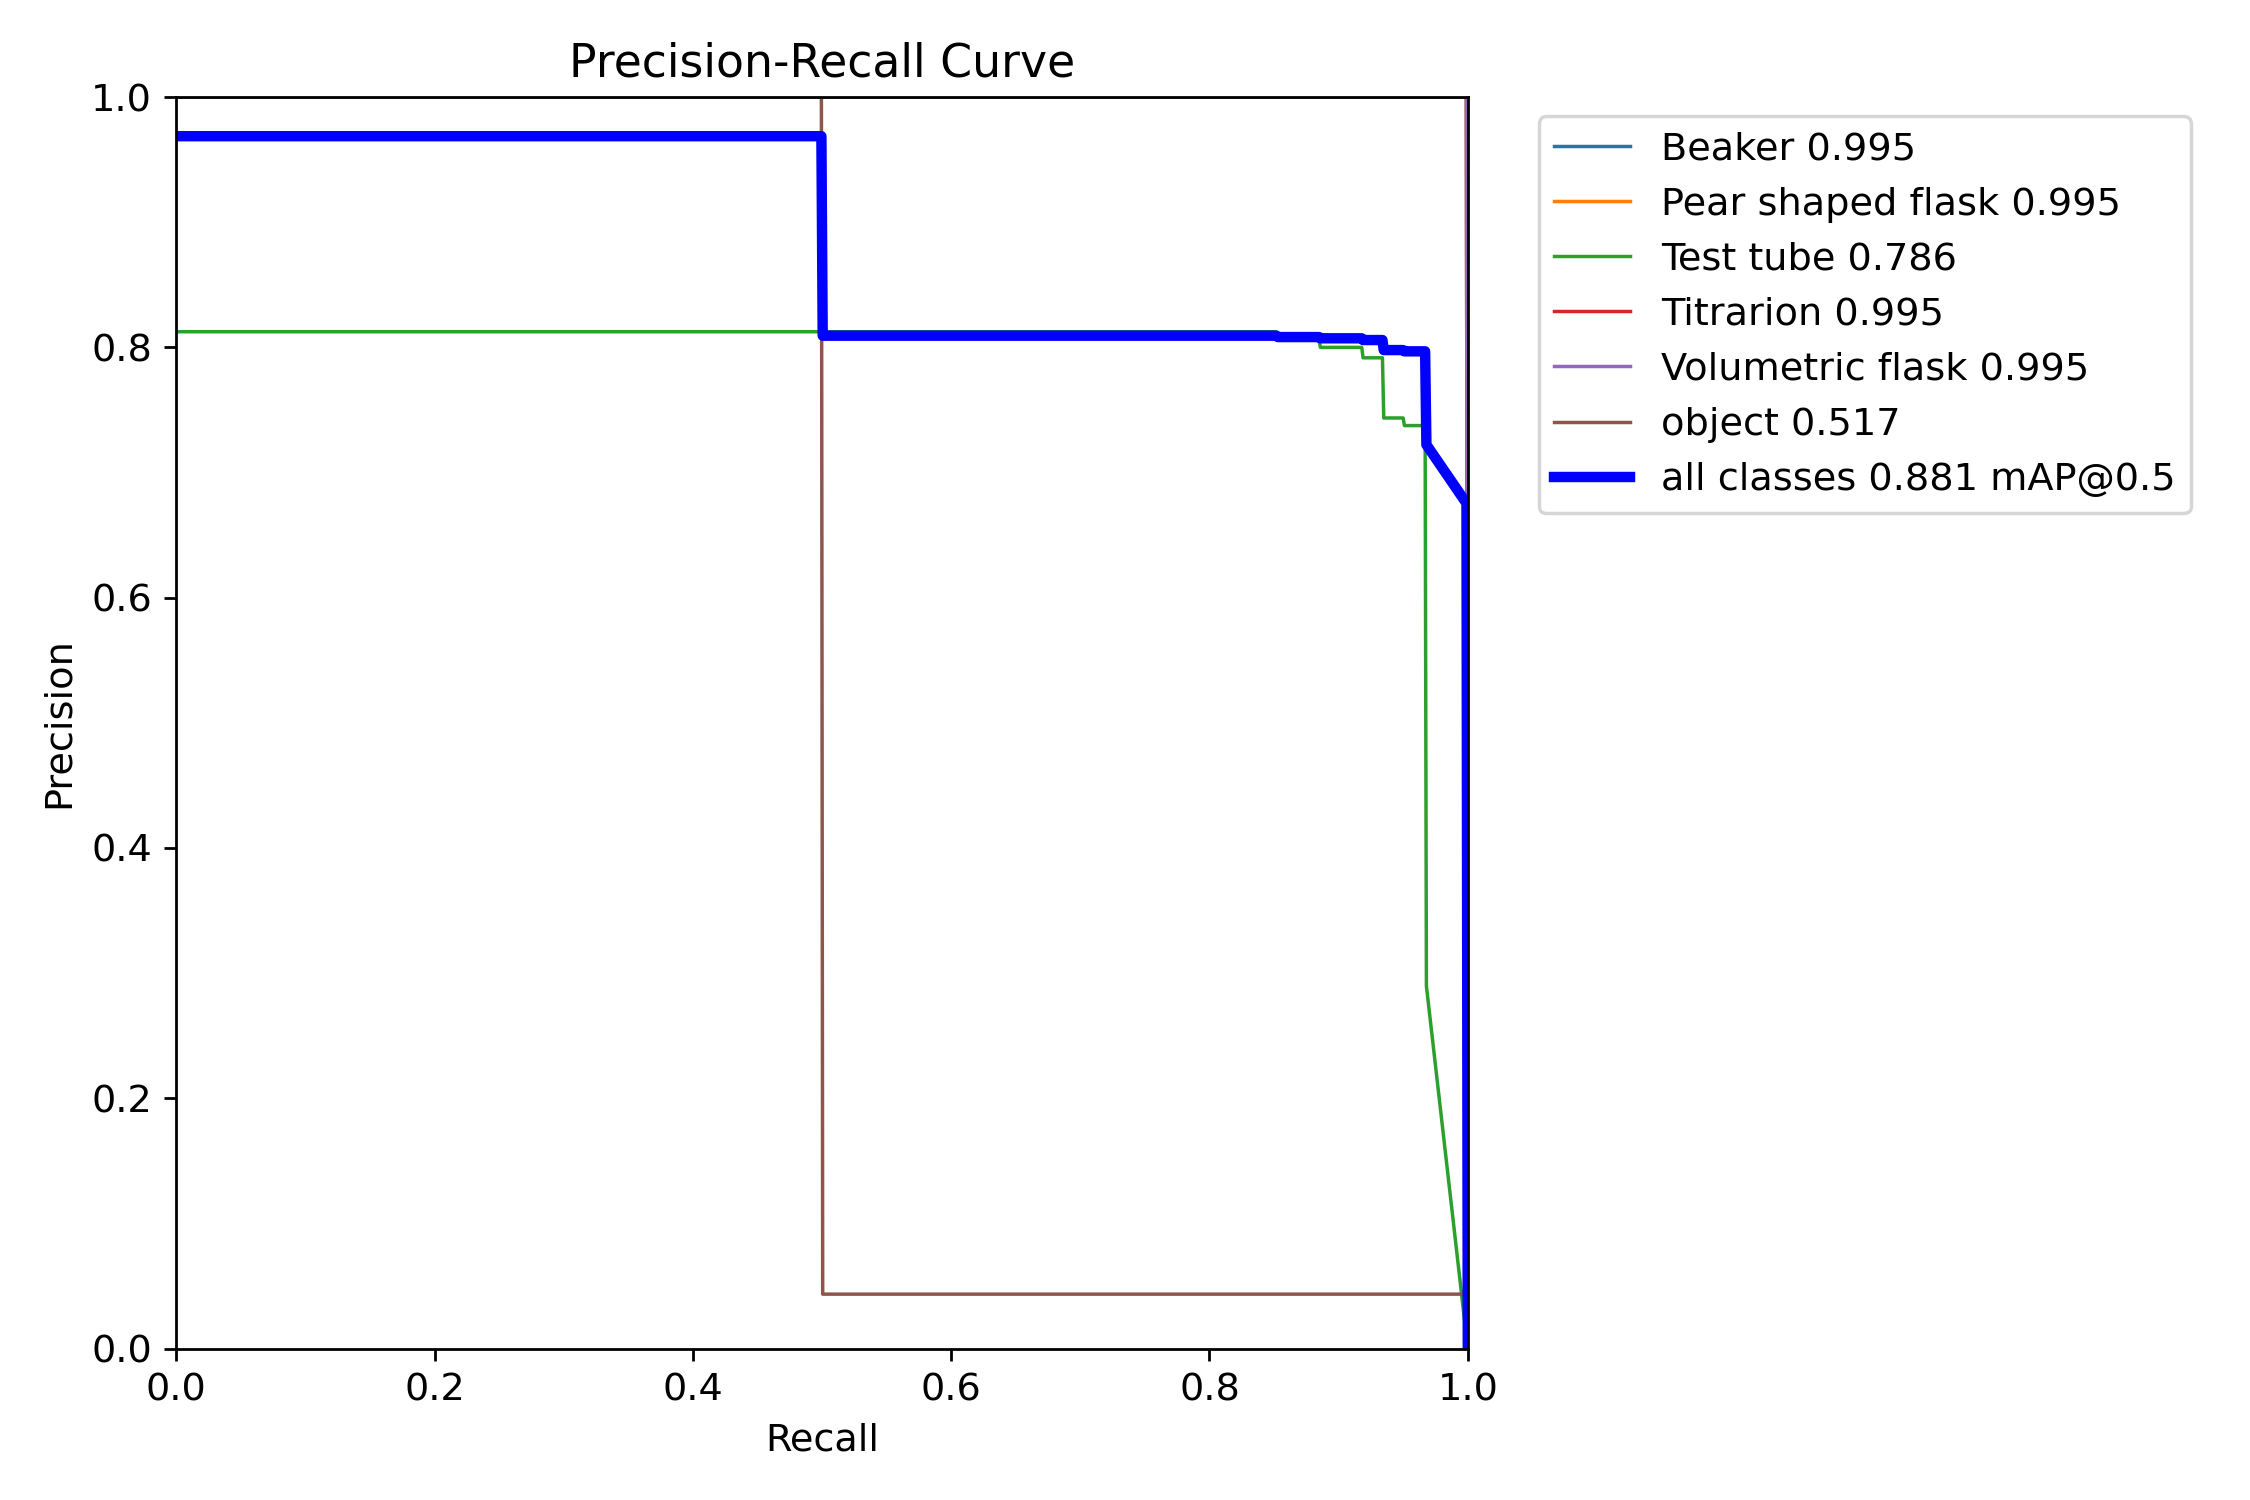 Precision-Recall Curve
1.0
0.8
0.6
0.4
0.2
0.0
Precision
0.0 0.2 0.4 0.6 0.8 1.0
Recall
Beaker 0.995
Pear shaped flask 0.995
Test tube 0.786
Titrarion 0.995
Volumetric flask 0.995
object 0.517
all classes 0.881 mAP@0.5